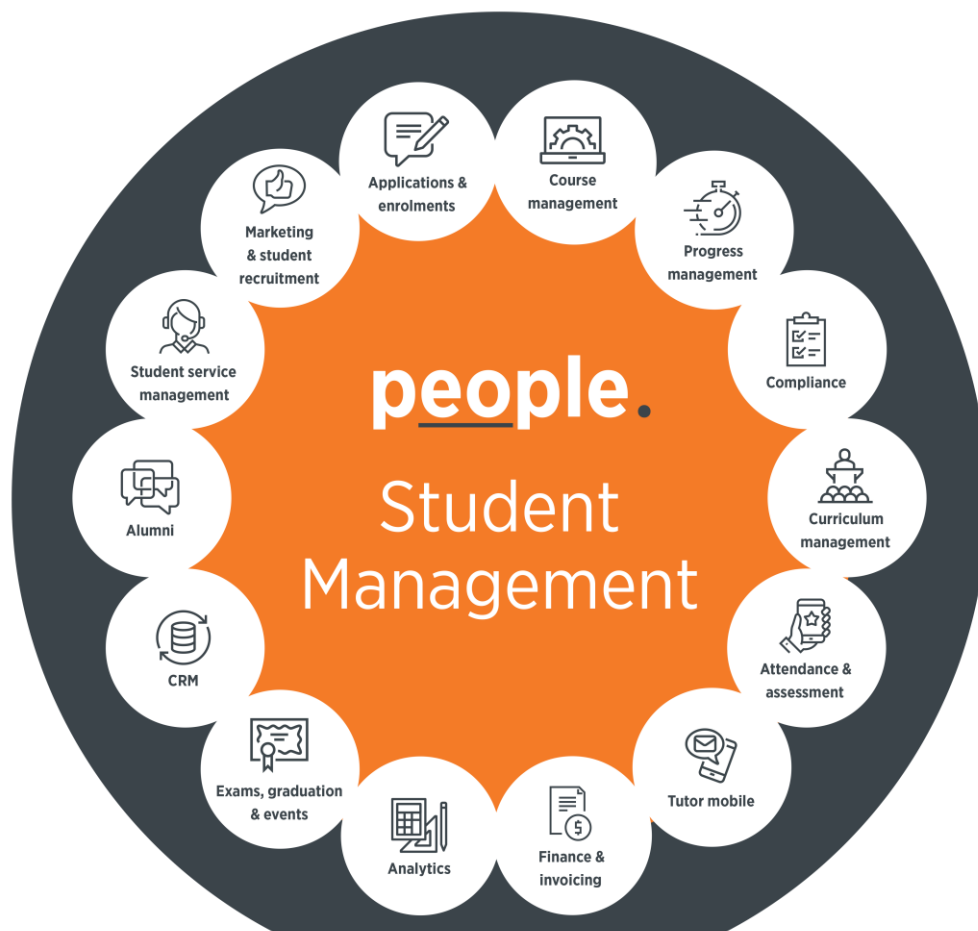 people.
Student
Management
Applications &
enrolments
Course
management
Progress
management
Compliance
Curriculum
management
Attendance &
assessment
Tutor mobile
$
Finance &
invoicing
Analytics
Exams, graduation
& events
CRM
Alumni
Student service
management
Marketing
& student
recruitment